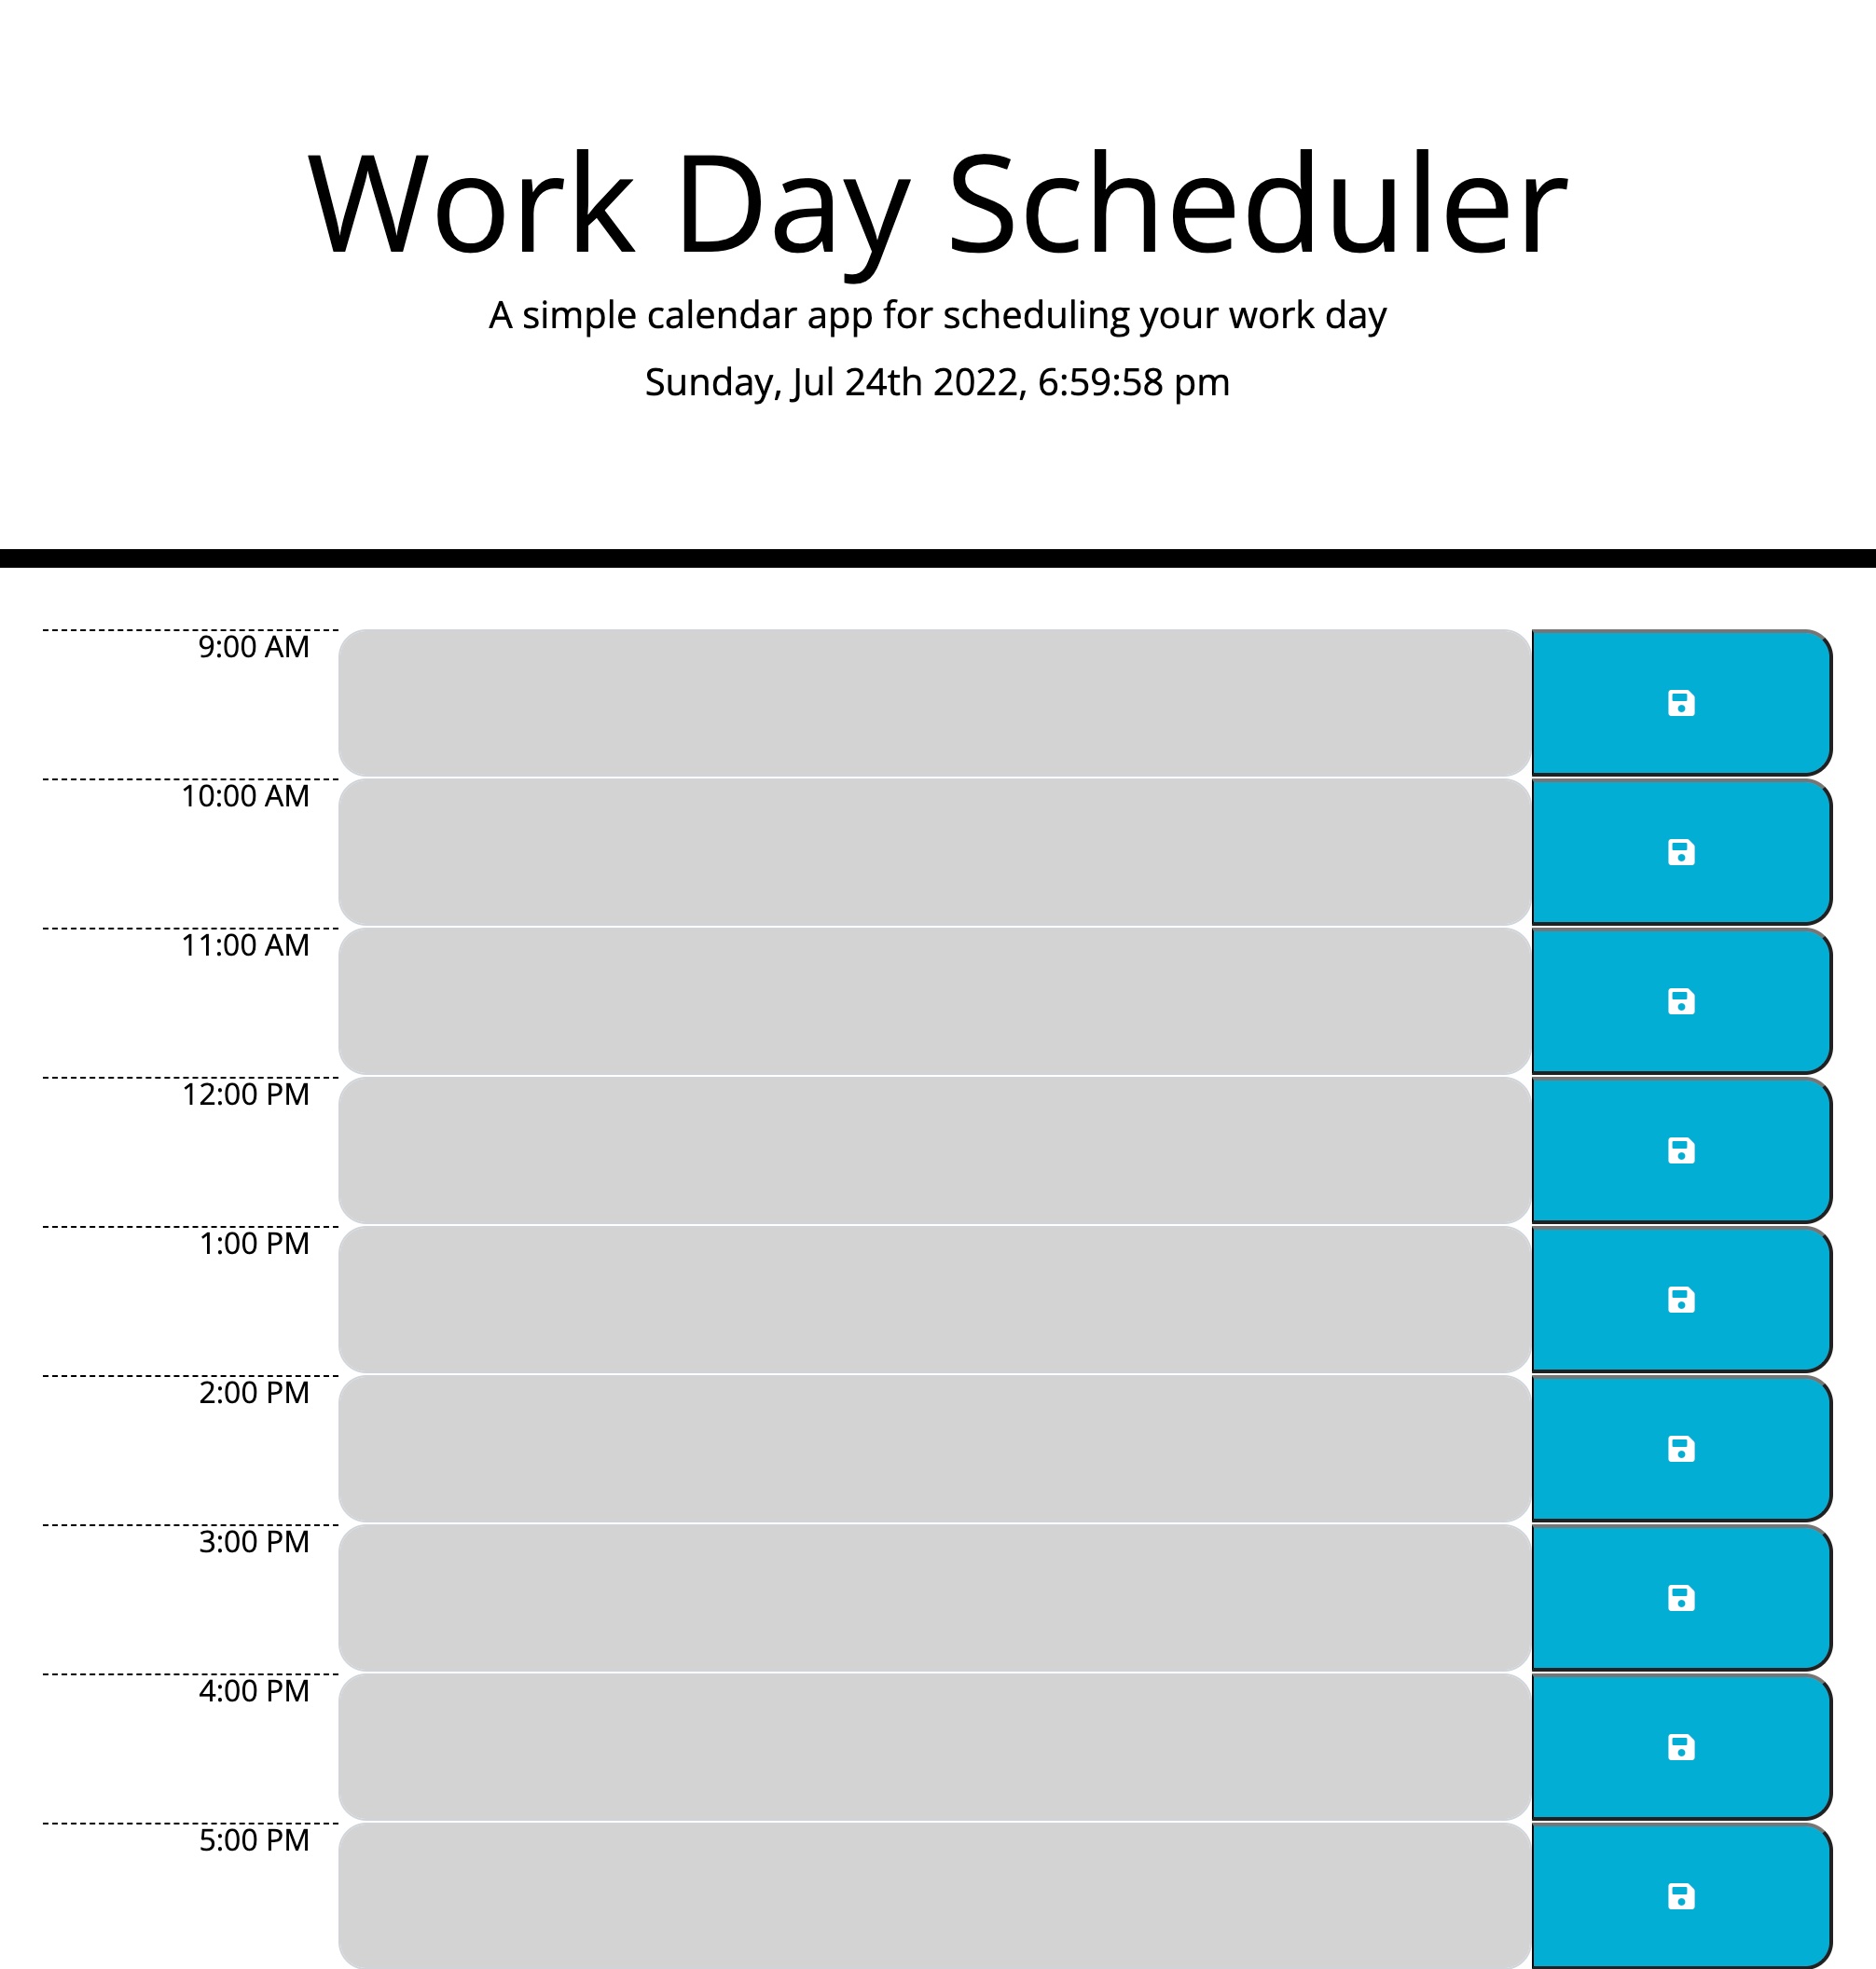 Work Day Scheduler
A simple calendar app for scheduling your work day
Sunday, Jul 24th 2022, 6:59:58 pm
9:00 AM
10:00 AM
11:00 AM
12:00 PM
1:00 PM
2:00 PM
3:00 PM
4:00 PM
5:00 PM